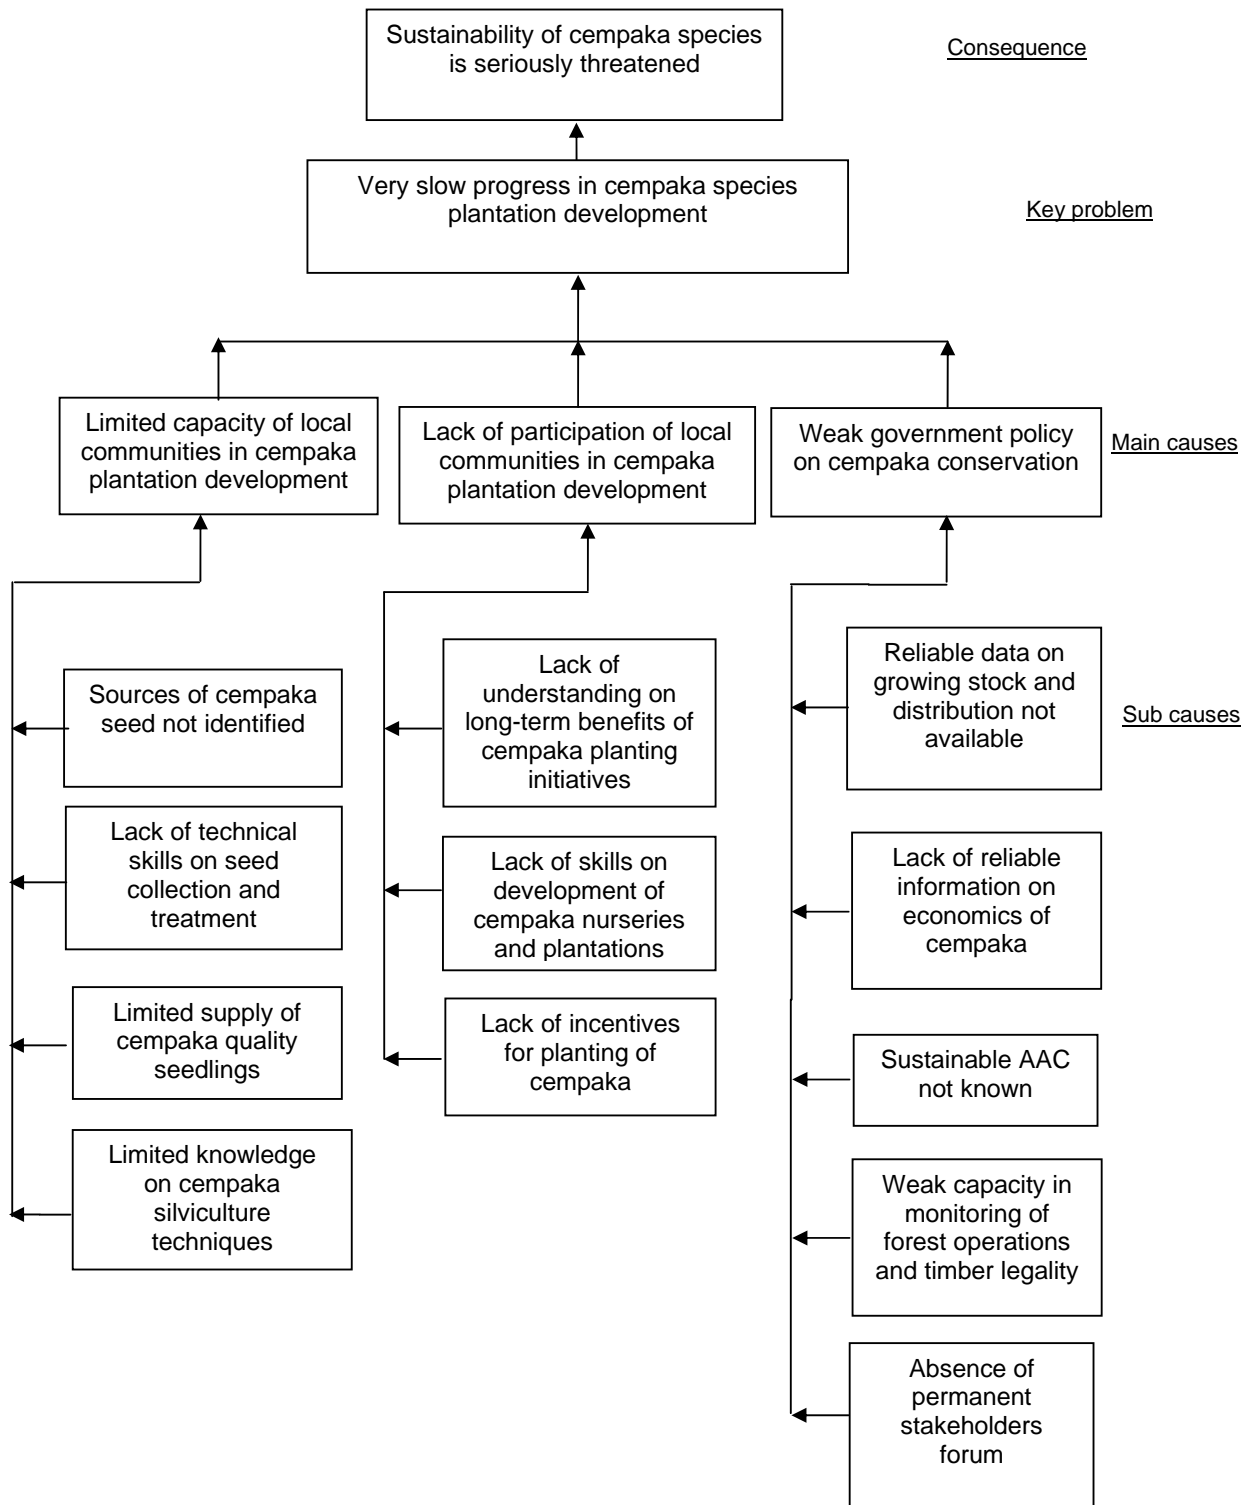 Sustainability of cempaka species
is seriously threatened
Consequence
Very slow progress in cempaka species
plantation development
Key problem
Limited capacity of local
communities in cempaka
plantation development
Lack of participation of local
communities in cempaka
plantation development
Weak government policy
on cempaka conservation
Main causes
Sources of cempaka
seed not identified
Lack of technical
skills on seed
collection and
treatment
Limited supply of
cempaka quality
seedlings
Limited knowledge
on cempaka
silviculture
techniques
Lack of
understanding on
long-term benefits of
cempaka planting
initiatives
Lack of skills on
development of
cempaka nurseries
and plantations
Lack of incentives
for planting of
cempaka
Reliable data on
growing stock and
distribution not
available
Sub causes
Lack of reliable
information on
economics of
cempaka
Sustainable AAC
not known
Weak capacity in
monitoring of
forest operations
and timber legality
Absence of
permanent
stakeholders
forum